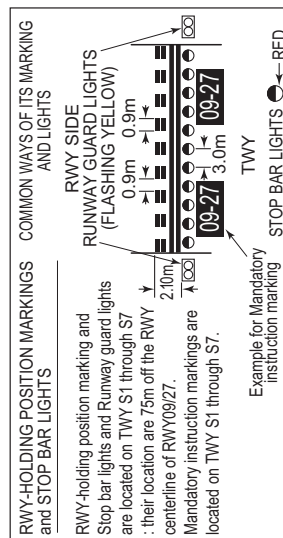 RWY-HOLDING POSITION MARKINGS
and STOP BAR LIGHTS
COMMON WAYS OF ITS MARKING
AND LIGHTS
RWY-holding position marking and
Stop bar lights and Runway guard lights
are located on TWY S1 through S7
: their location are 75m off the RWY
centerline of RWY09/27.
Mandatory instruction markings are
located on TWY S1 through S7.
RWY SIDE
RUNWAY GUARD LIGHTS
(FLASHING YELLOW)
0.9m
0.9m
2.10m
09-27
09-27
3.0m
TWY
Example for Mandatory
instruction marking
STOP BAR LIGHTS
RED